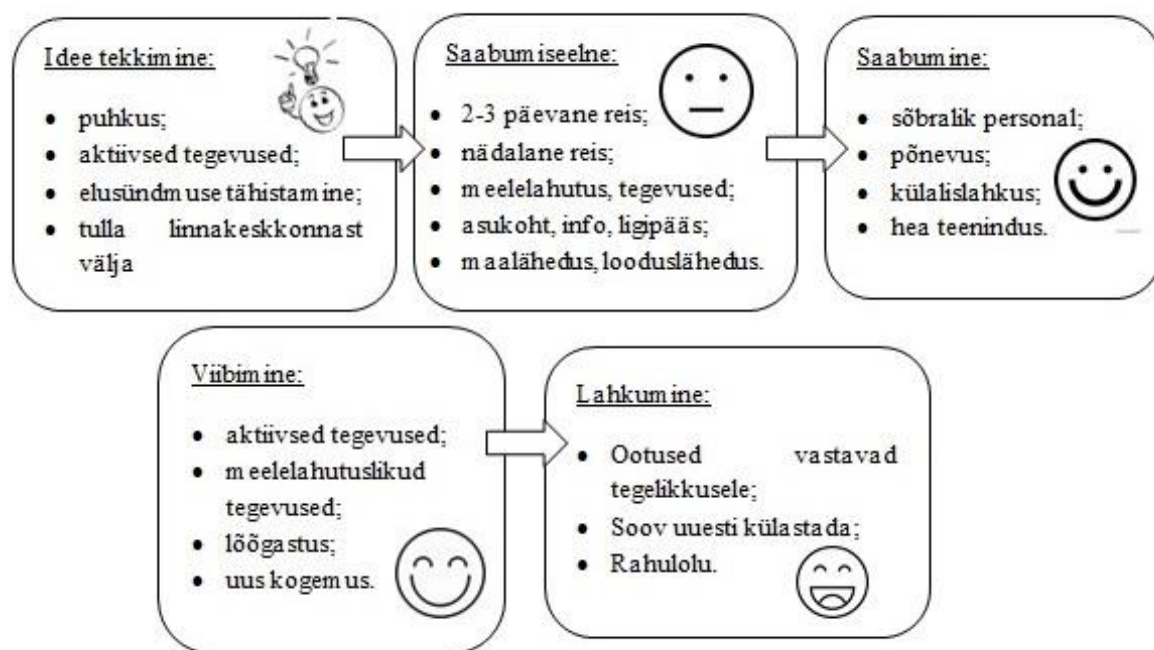 Idee tekkimine:
• puhkus;
• aktiivsed tegevused;
• elusündmuse tähistamine;
• tulla linnakeskkonnast
välja
Saabumiseelne:
• 2-3 päevane reis;
• nädalane reis;
• meelelahutus, tegevused;
• asukoht, info, ligipääs;
• maalähedus, looduslähedus.
Saabumine:
• sõbralik personal;
• põnevus;
• külalislahkus;
• hea teenindus.
Viibimine:
• aktiivsed tegevused;
• meelelahutuslikud
tegevused;
• lõõgastus;
• uus kogemus.
Lahkumine:
• Ootused vastavad
tegelikkusele;
• Soov uuesti külastada;
• Rahulolu.